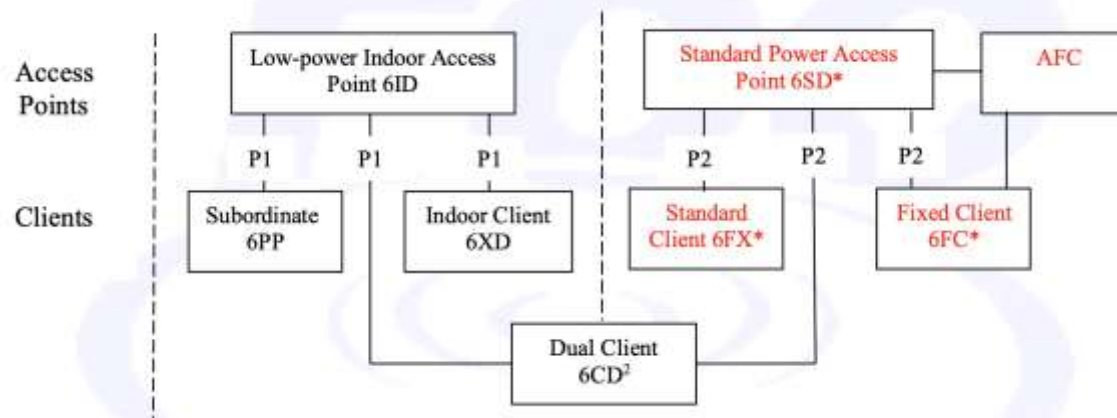 Access
Points
Low-power Indoor Access
Point 6ID
Standard Power Access
Point 6SD*
AFC
P1
P1
P1
P2
P2
P2
Clients
Subordinate
6PP
Indoor Client
6XD
Standard
Client 6FX*
Fixed Client
6FC*
Dual Client
6CD²